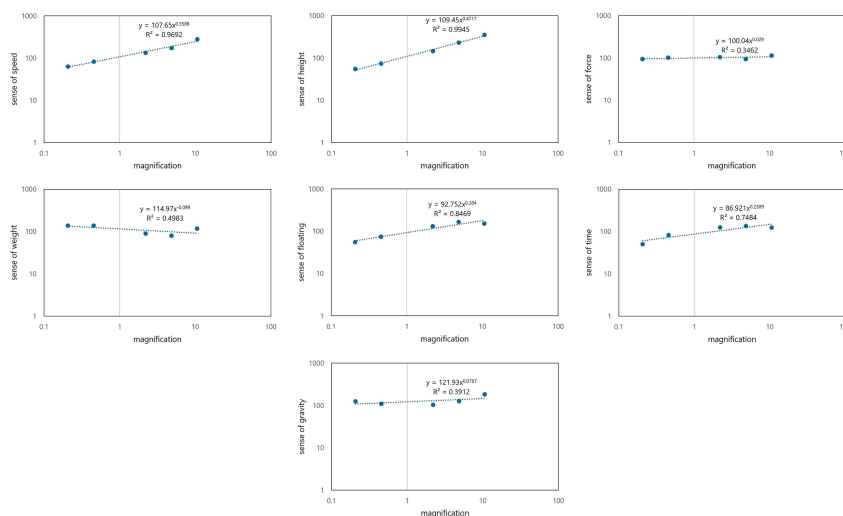 1000
100
10
1
sense of speed
y = 107.65x^0.3588
R² = 0.9692
0.1
1
10
100
magnification
1000
100
10
1
sense of height
y = 109.45x^0.4717
R² = 0.9945
0.1
1
10
100
magnification
1000
100
10
1
sense of force
y = 100.04x^0.029
R² = 0.3462
0.1
1
10
100
magnification
1000
100
10
1
sense of weight
y = 114.97x^-0.099
R² = 0.4983
0.1
1
10
100
magnification
1000
100
10
1
sense of floating
y = 92.752x^0.284
R² = 0.8469
0.1
1
10
100
magnification
1000
100
10
1
sense of time
y = 86.921x^0.2389
R² = 0.7484
0.1
1
10
magnification
1000
100
10
1
sense of gravity
y = 121.93x^0.0767
R² = 0.3912
0.1
1
10
100
magnification